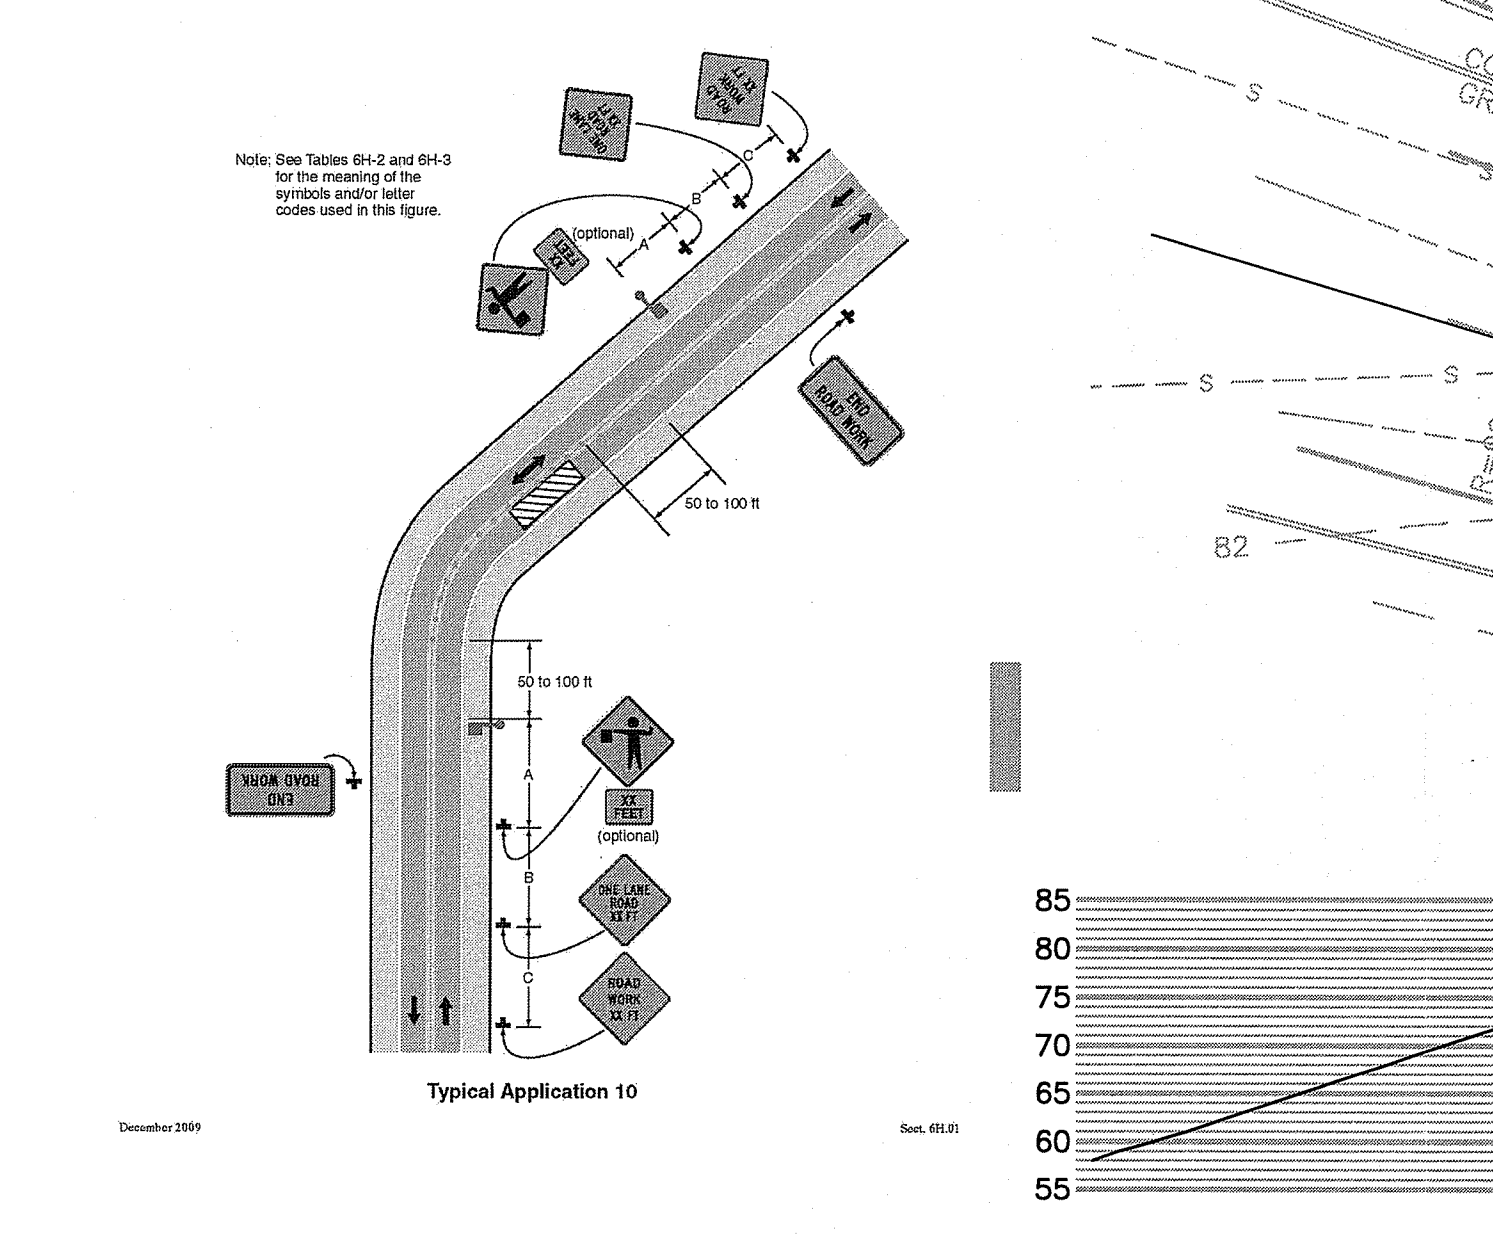 ROAD
WORK
XX FT
ONE LANE
ROAD
XX FT
C
Note: See Tables 6H-2 and 6H-3
for the meaning of the
symbols and/or letter
codes used in this figure.
B
(optional)
A
XX
FEET
END
ROAD WORK
50 to 100 ft
50 to 100 ft
A
END
ROAD WORK
XX
FEET
(optional)
B
ONE LANE
ROAD
XX FT
C
ROAD
WORK
XX FT
Typical Application 10
December 2009
Sect. 6H.01
S
GR
S
S
S
82
85
80
75
70
65
60
55